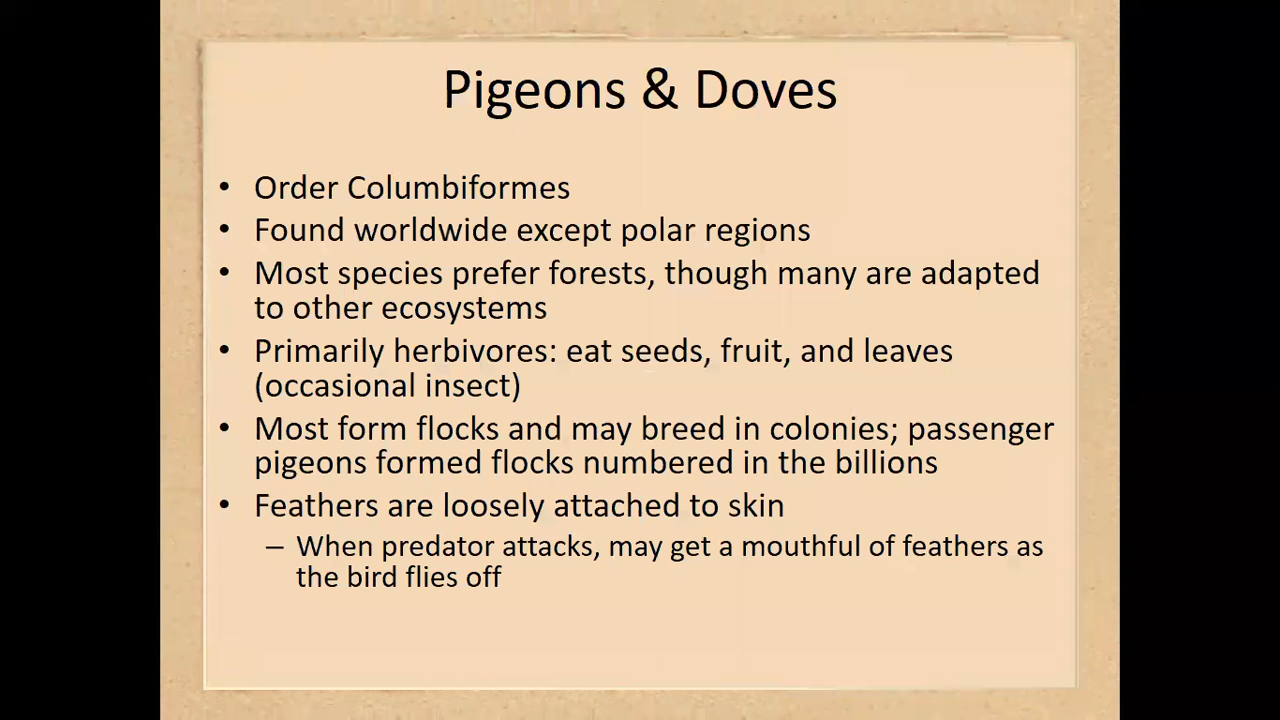 Pigeons & Doves
• Order Columbiformes
• Found worldwide except polar regions
• Most species prefer forests, though many are adapted
to other ecosystems
• Primarily herbivores: eat seeds, fruit, and leaves
(occasional insect)
• Most form flocks and may breed in colonies; passenger
pigeons formed flocks numbered in the billions
• Feathers are loosely attached to skin
– When predator attacks, may get a mouthful of feathers as
the bird flies off